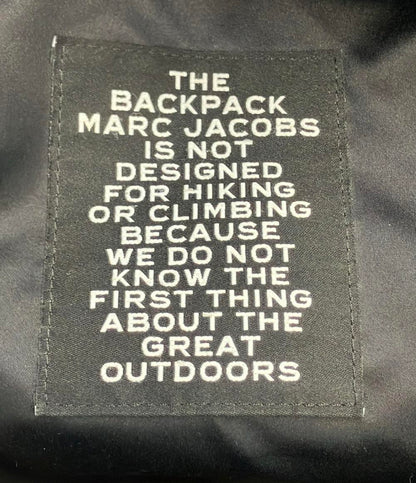 THE
BACKPACK
MARC JACOBS
IS NOT
DESIGNED
FOR HIKING
OR CLIMBING
BECAUSE
WE DO NOT
KNOW THE
FIRST THING
ABOUT THE
GREAT
OUTDOORS